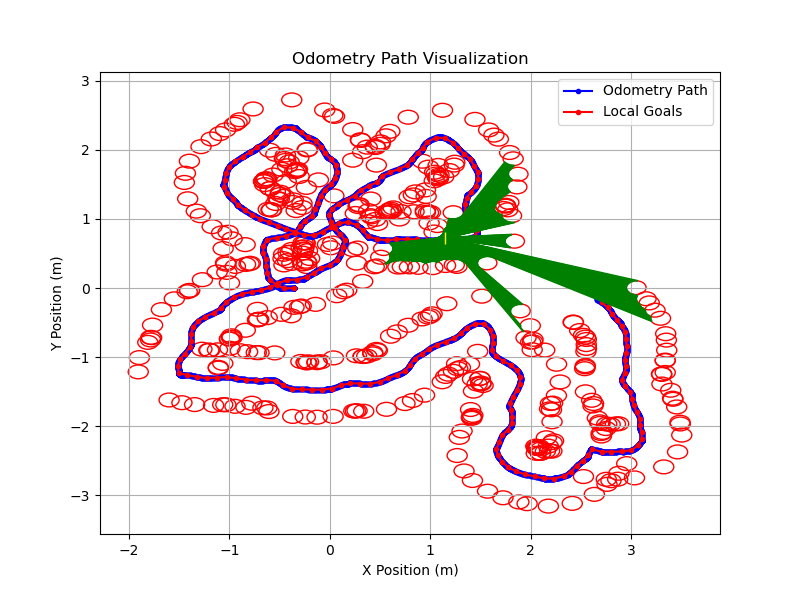 Odometry Path Visualization
Odometry Path
Local Goals
Y Position (m)
3
2
1
0
−1
−2
−3
−2
−1
0
1
2
3
X Position (m)